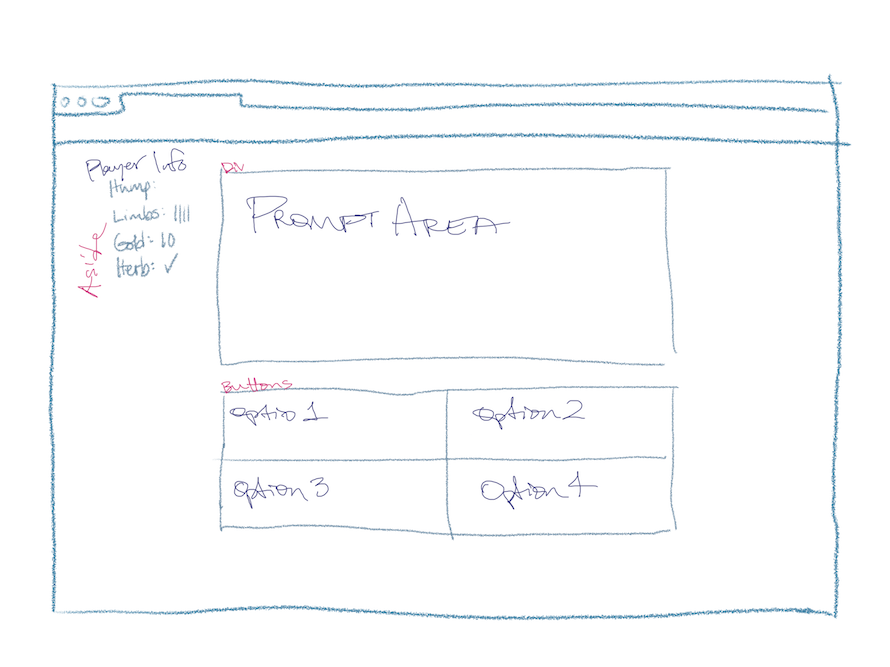 Player Info
Hump:
Limbs: ||||
Gold: 10
Herb: ✓
Aside
Div
PROMPT AREA
Buttons
Optio 1
Option 2
Option 3
Option 4